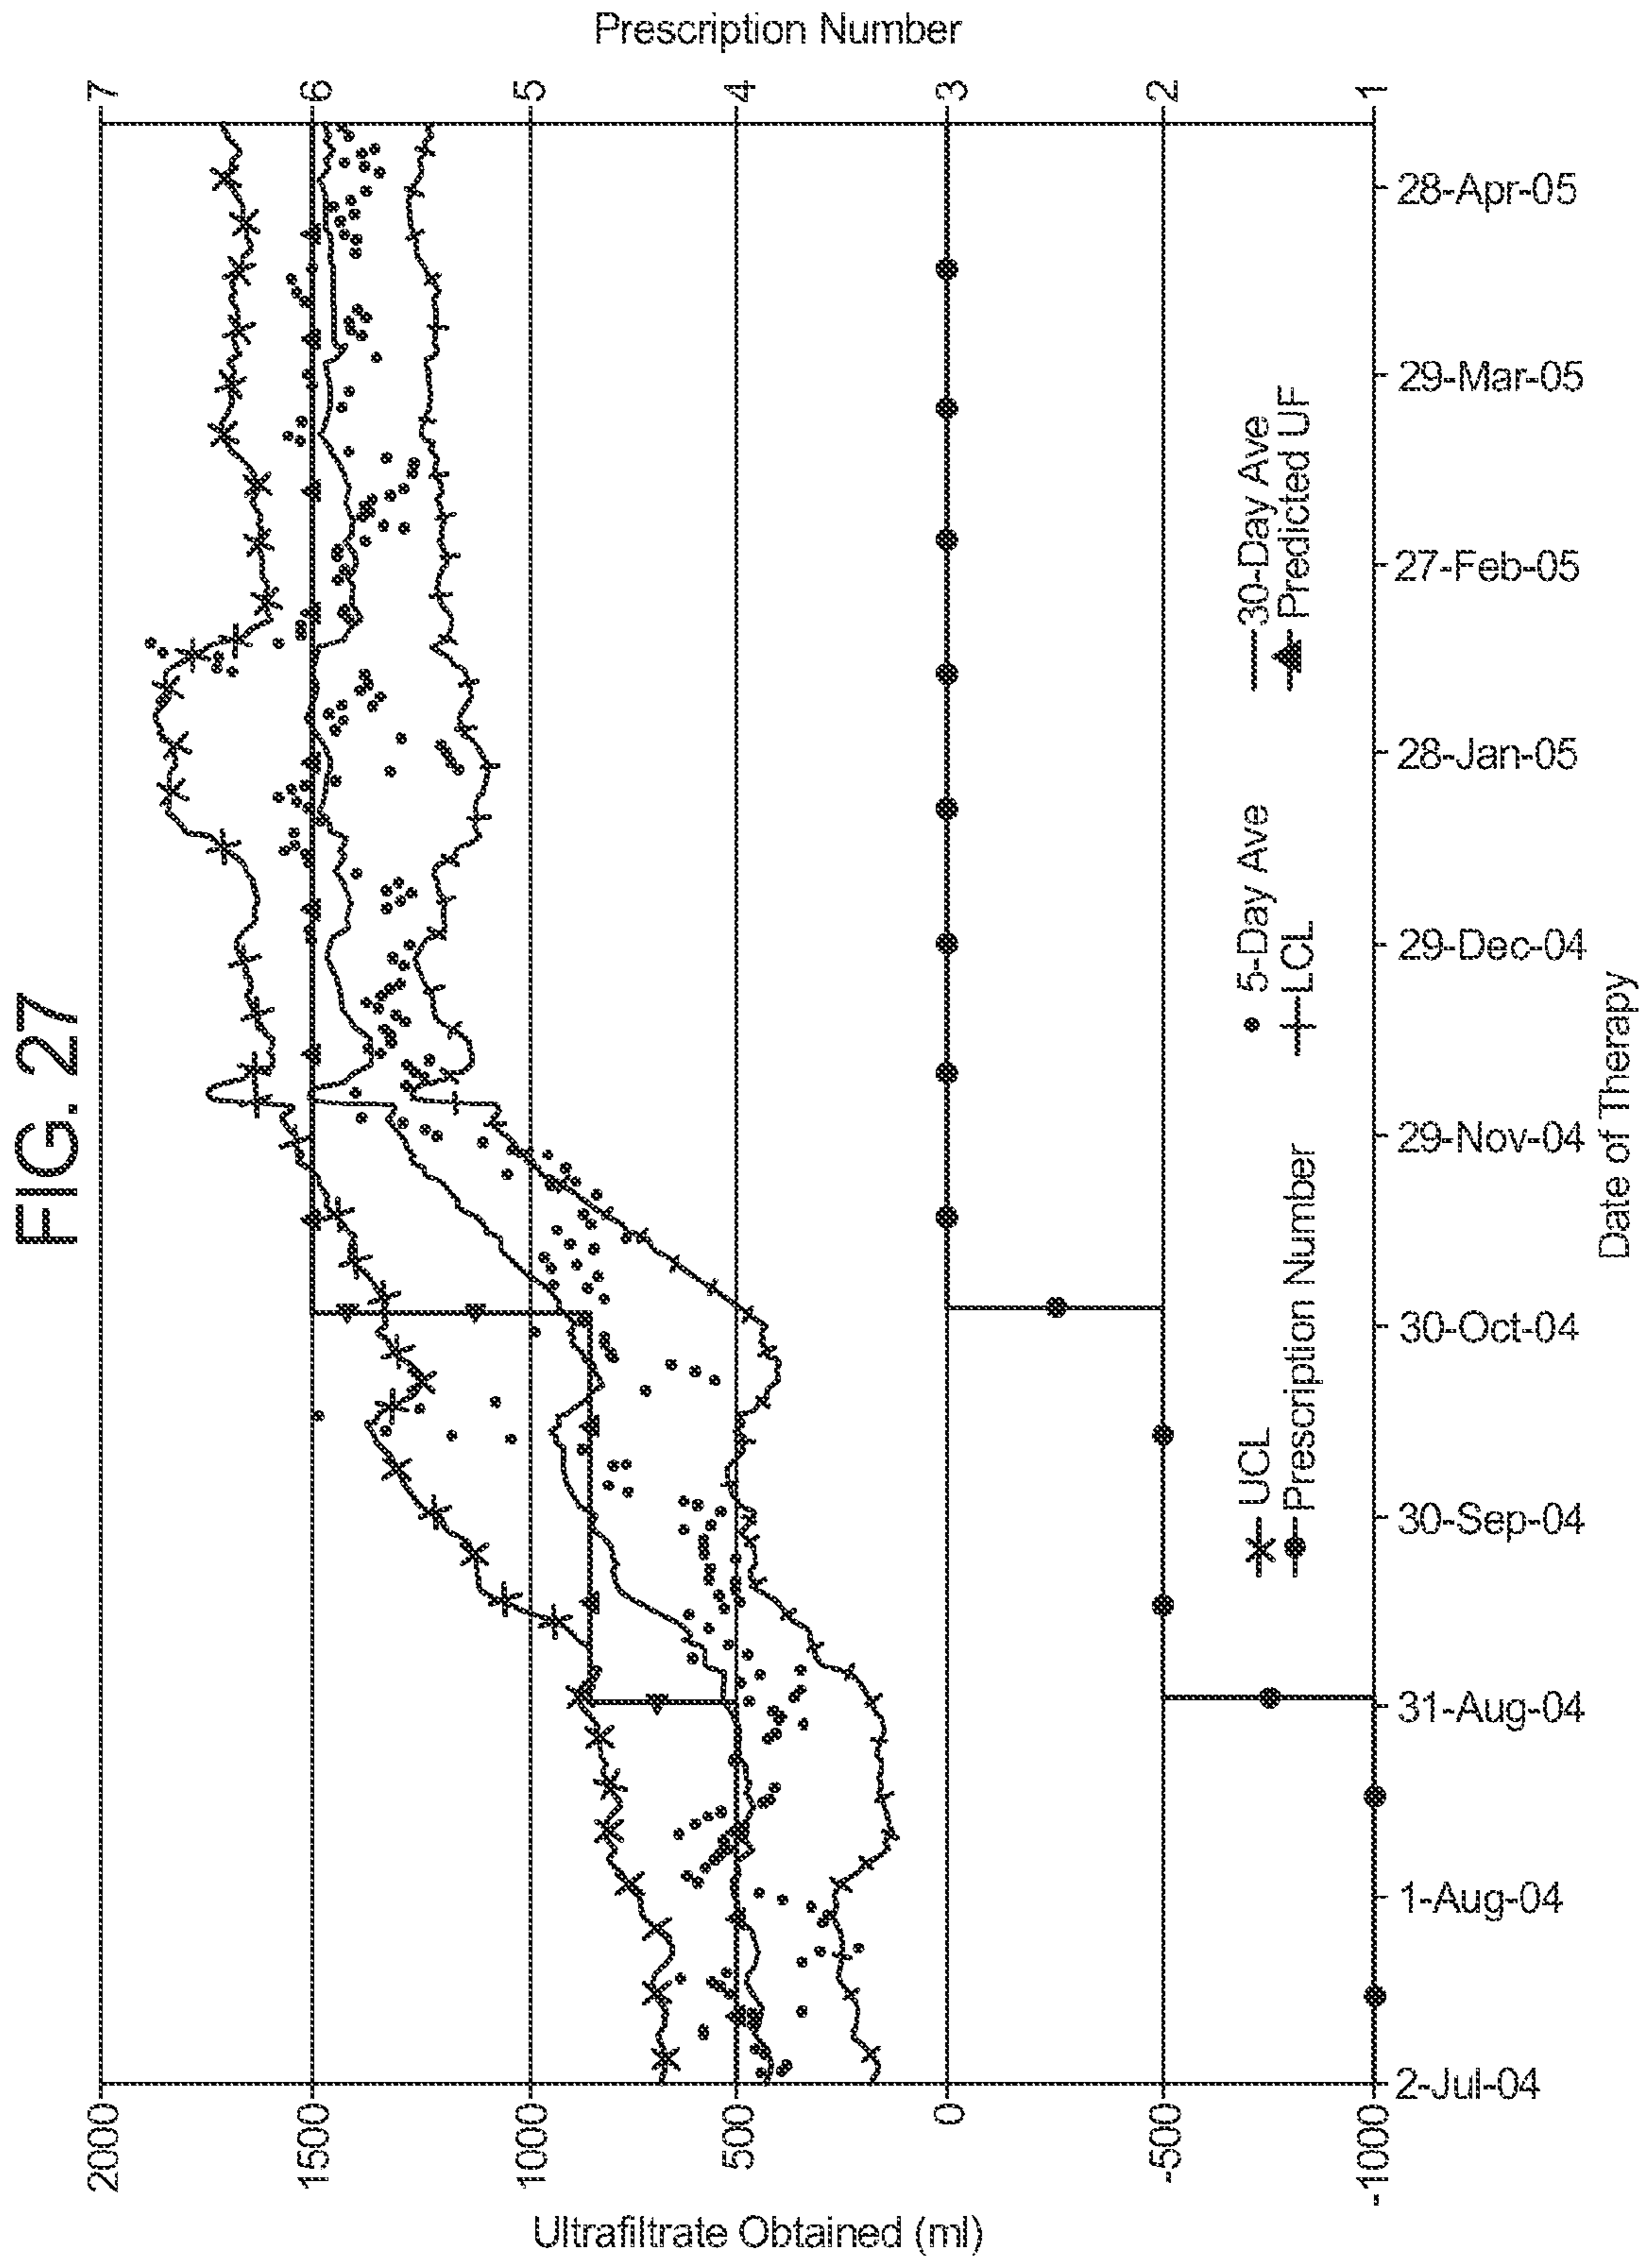 FIG. 27
Ultrafiltrate Obtained (ml)
2000
1500
1000
500
0
-500
-1000
Prescription Number
7
6
5
4
3
2
1
2-Jul-04
1-Aug-04
31-Aug-04
30-Sep-04
30-Oct-04
29-Nov-04
29-Dec-04
28-Jan-05
27-Feb-05
29-Mar-05
28-Apr-05
Date of Therapy
UCL
5-Day Ave
30-Day Ave
Prescription Number
LCL
Predicted UF